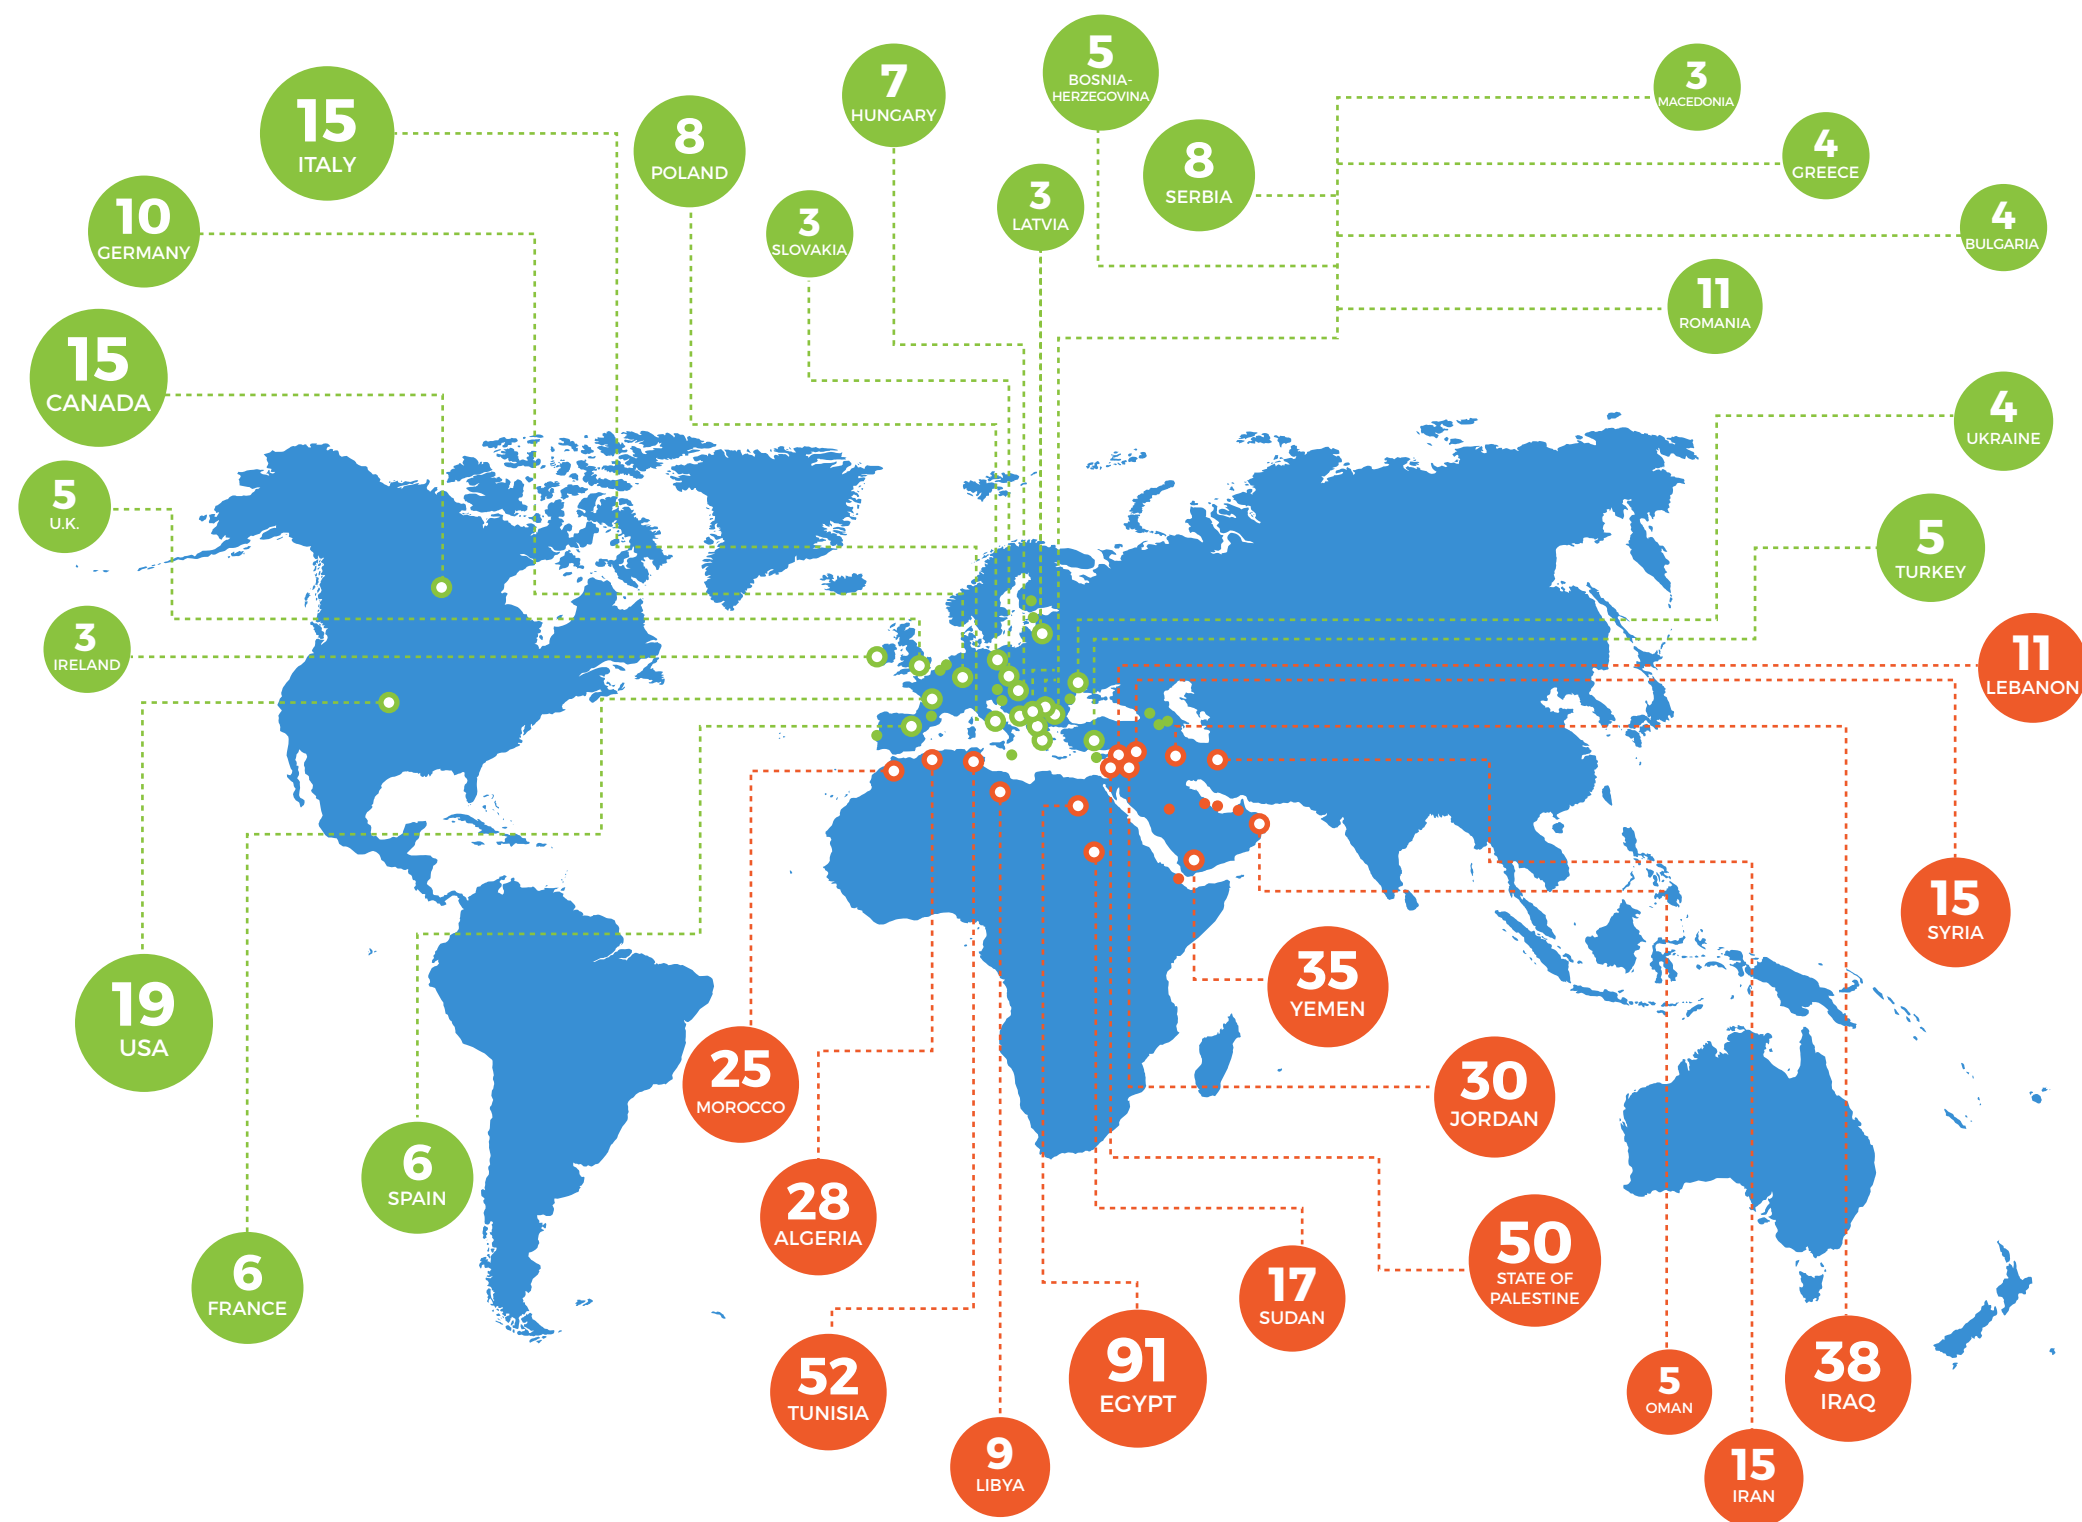 5
BOSNIA-
HERZEGOVINA
7
HUNGARY
3
MACEDONIA
15
ITALY
8
POLAND
8
SERBIA
4
GREECE
10
GERMANY
3
SLOVAKIA
3
LATVIA
4
BULGARIA
11
ROMANIA
15
CANADA
4
UKRAINE
5
U.K.
5
TURKEY
3
IRELAND
11
LEBANON
15
SYRIA
19
USA
35
YEMEN
25
MOROCCO
30
JORDAN
6
SPAIN
28
ALGERIA
50
STATE OF
PALESTINE
6
FRANCE
17
SUDAN
52
TUNISIA
91
EGYPT
5
OMAN
38
IRAQ
9
LIBYA
15
IRAN